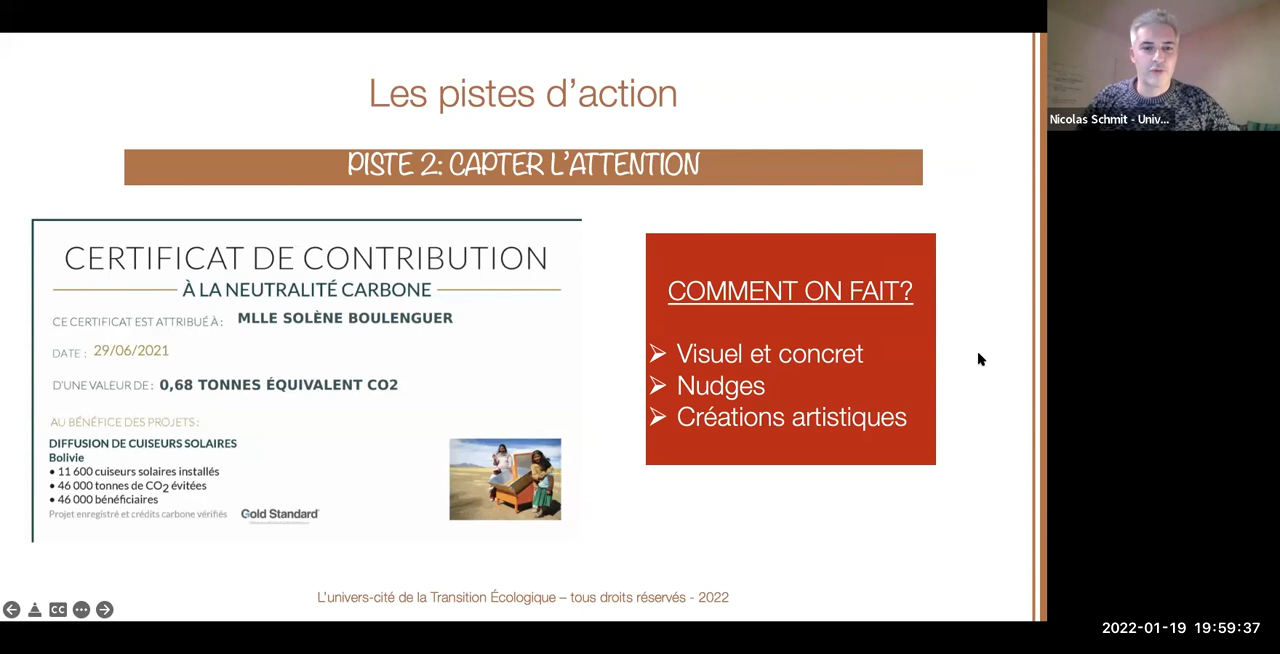 Les pistes d’action
PISTE 2: CAPTER L’ATTENTION
CERTIFICAT DE CONTRIBUTION
À LA NEUTRALITÉ CARBONE
CE CERTIFICAT EST ATTRIBUÉ À : MLLE SOLÈNE BOULENGUER
DATE : 29/06/2021
D'UNE VALEUR DE : 0,68 TONNES ÉQUIVALENT CO2
AU BÉNÉFICE DES PROJETS :
DIFFUSION DE CUISEURS SOLAIRES
Bolivie
• 11 600 cuiseurs solaires installés
• 46 000 tonnes de CO2 évitées
• 46 000 bénéficiaires
Projet enregistré et crédits carbone vérifiés Gold Standard
COMMENT ON FAIT?
➢ Visuel et concret
➢ Nudges
➢ Créations artistiques
L'univers-cité de la Transition Écologique – tous droits réservés - 2022
CC
Nicolas Schmit - Univ...
2022-01-19 19:59:37